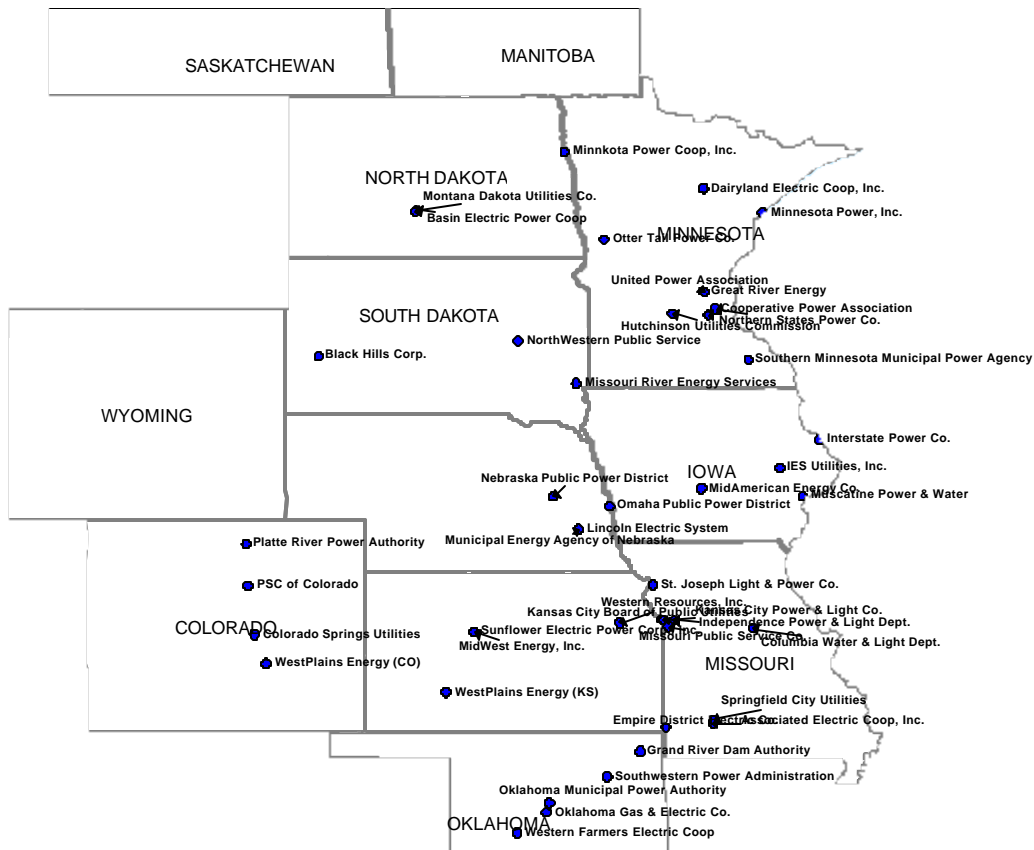 MANITOBA
SASKATCHEWAN
Minnkota Power Coop, Inc.
NORTH DAKOTA
Dairyland Electric Coop, Inc.
Montana Dakota Utilities Co.
Basin Electric Power Coop
Minnesota Power, Inc.
MINNESOTA
Otter Tail Power Co.
United Power Association
Great River Energy
Cooperative Power Association
SOUTH DAKOTA
Northern States Power Co.
Hutchinson Utilities Commission
NorthWestern Public Service
Black Hills Corp.
Southern Minnesota Municipal Power Agency
Missouri River Energy Services
WYOMING
Interstate Power Co.
IES Utilities, Inc.
IOWA
Nebraska Public Power District
MidAmerican Energy Co.
Muscatine Power & Water
Omaha Public Power District
Lincoln Electric System
Municipal Energy Agency of Nebraska
Platte River Power Authority
PSC of Colorado
St. Joseph Light & Power Co.
Western Resources, Inc.
Kansas City Board of Public Utilities
Kansas City Power & Light Co.
Independence Power & Light Dept.
COLORADO
Colorado Springs Utilities
Sunflower Electric Power Corp., Inc.
Missouri Public Service Co.
Columbia Water & Light Dept.
MidWest Energy, Inc.
WestPlains Energy (CO)
MISSOURI
WestPlains Energy (KS)
Springfield City Utilities
Empire District Electric Co.
Associated Electric Coop, Inc.
Grand River Dam Authority
Southwestern Power Administration
Oklahoma Municipal Power Authority
Oklahoma Gas & Electric Co.
OKLAHOMA
Western Farmers Electric Coop